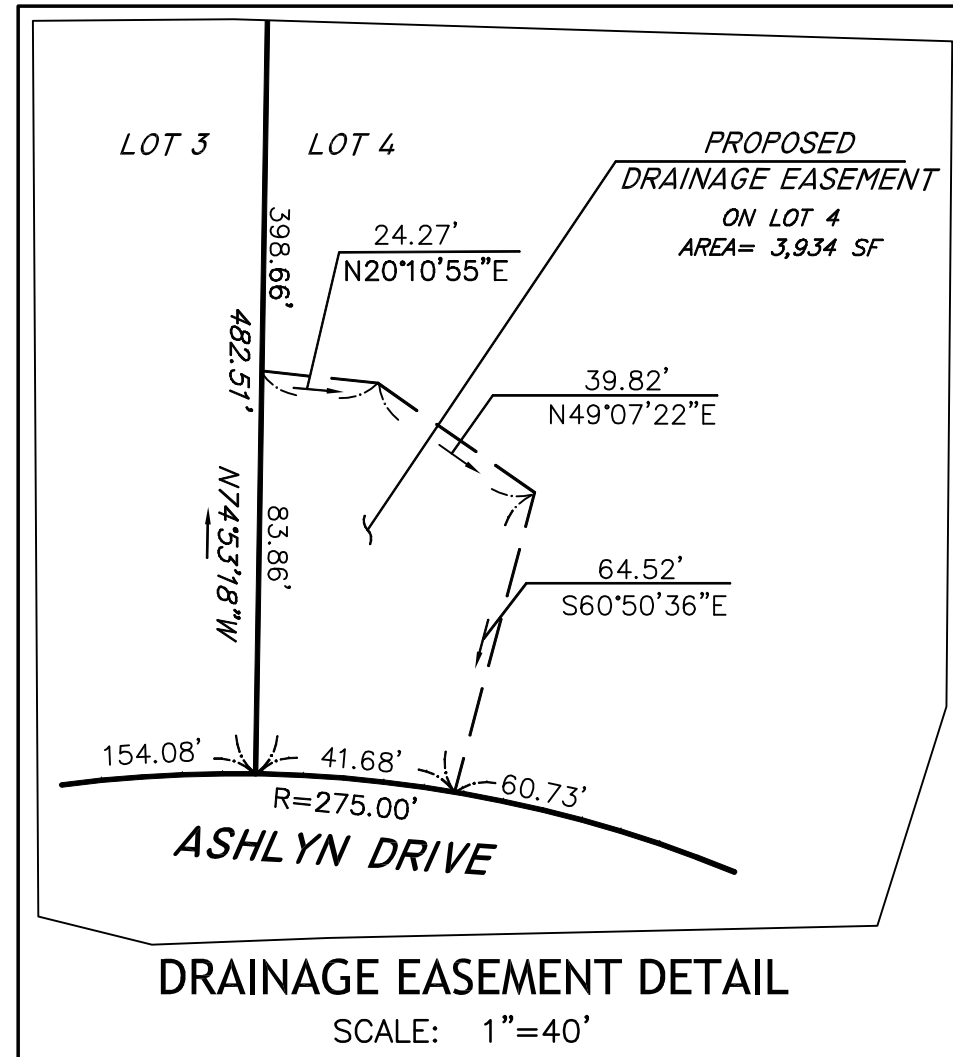 LOT 3
LOT 4
PROPOSED
DRAINAGE EASEMENT
ON LOT 4
AREA= 3,934 SF
398.66'
24.27'
N20°10'55"E
482.51'
39.82'
N49°07'22"E
N74°53'18"W
83.86'
64.52'
S60°50'36"E
154.08'
41.68'
60.73'
R=275.00'
ASHLYN DRIVE
DRAINAGE EASEMENT DETAIL
SCALE: 1"=40'